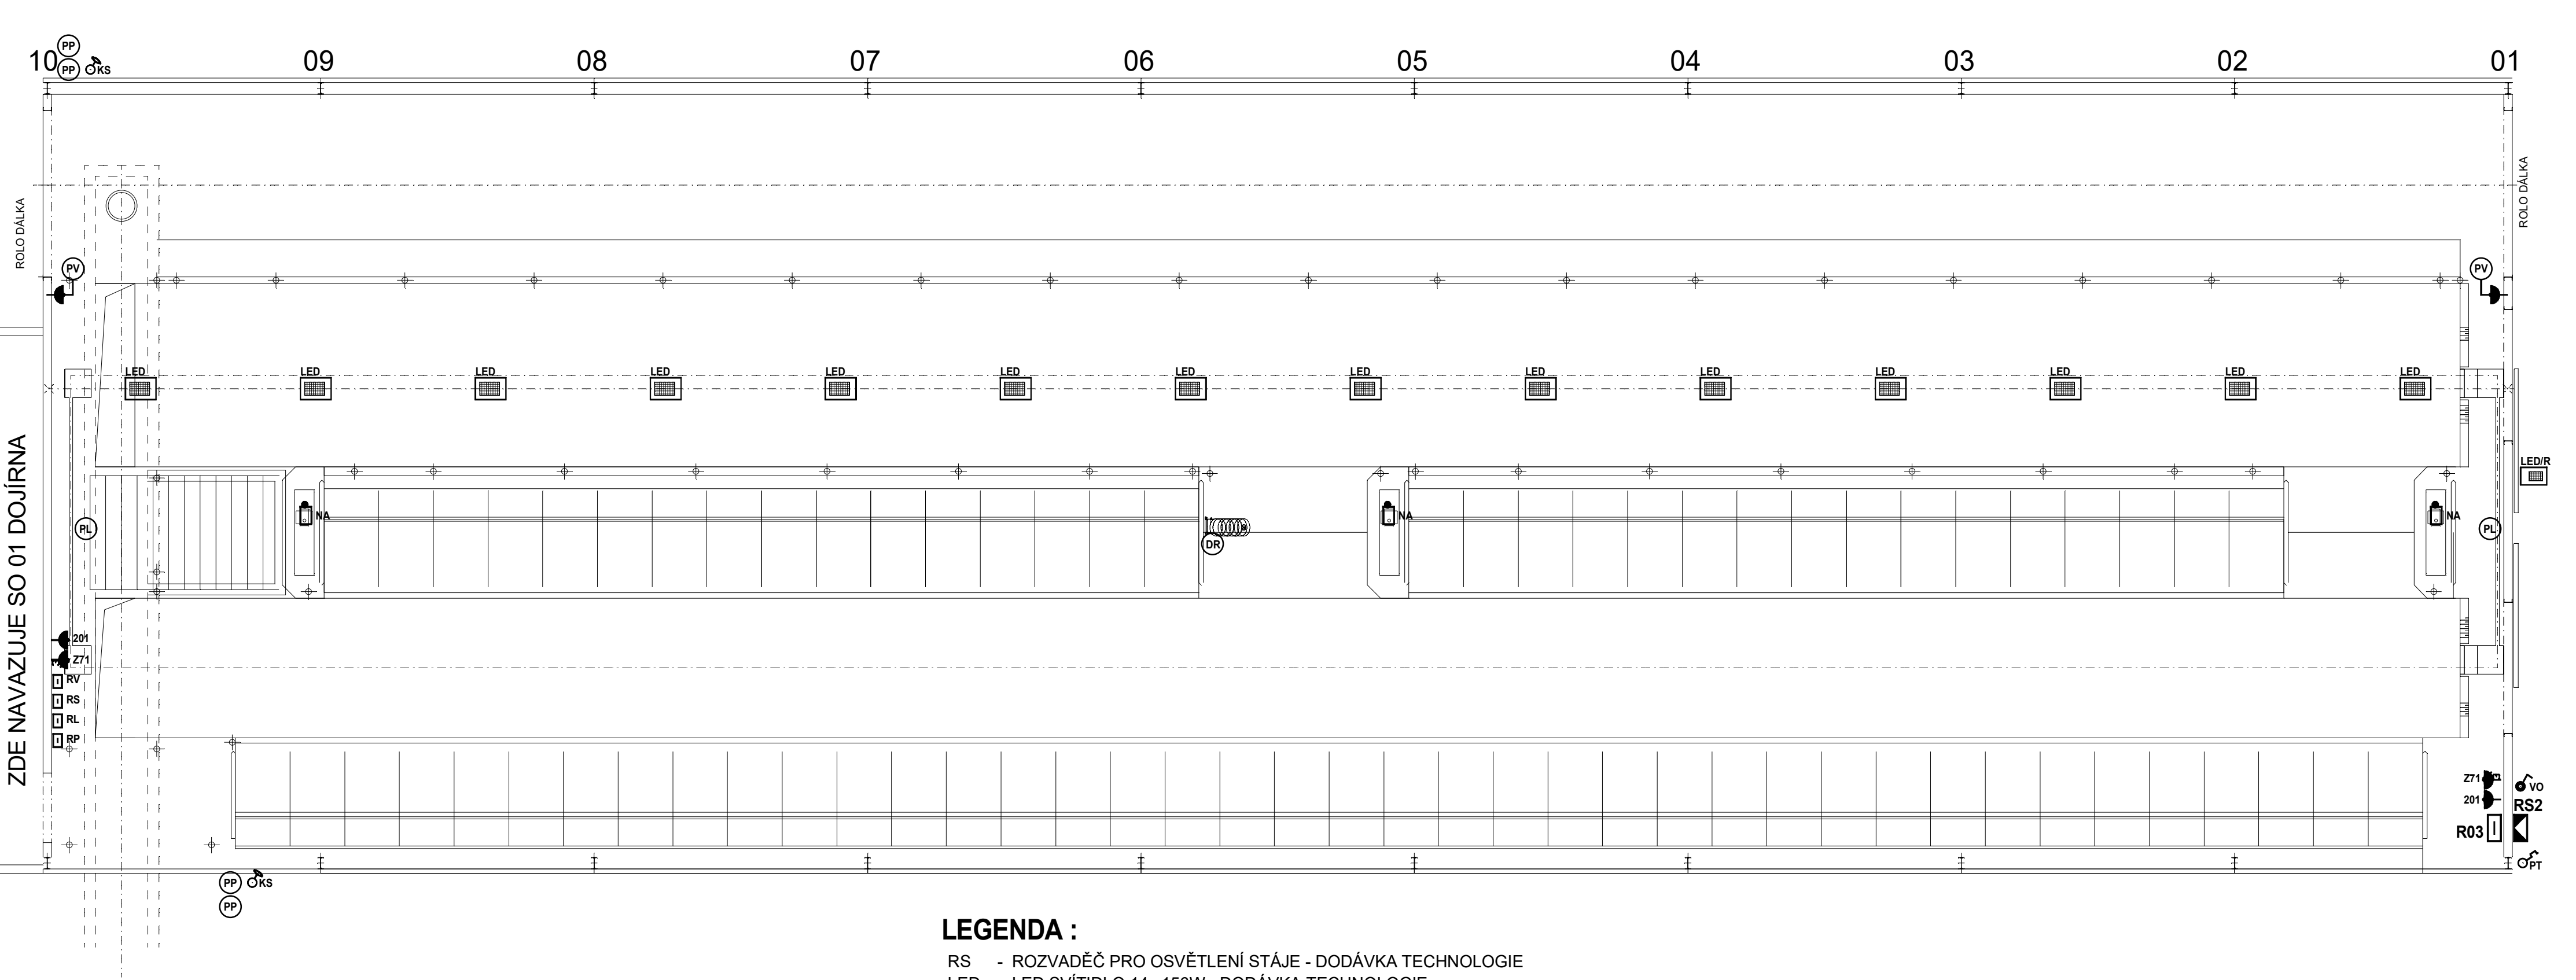 PP
10 09 08 07 06 05 04 03 02 01
PP KS
ROLO DÁLKA
ROLO DÁLKA
PV
PV
LED LED LED LED LED LED LED LED LED LED LED LED LED LED
LED/R
ZDE NAVAZUJE SO 01 DOJÍRNA
NA NA NA
PL
PL
DR
201
Z71
RV
RS
RL
RP
Z71
VO
201
RS2
R03
PT
PP KS
PP
LEGENDA :
RS - ROZVADĚČ PRO OSVĚTLENÍ STÁJE - DODÁVKA TECHNOLOGIE